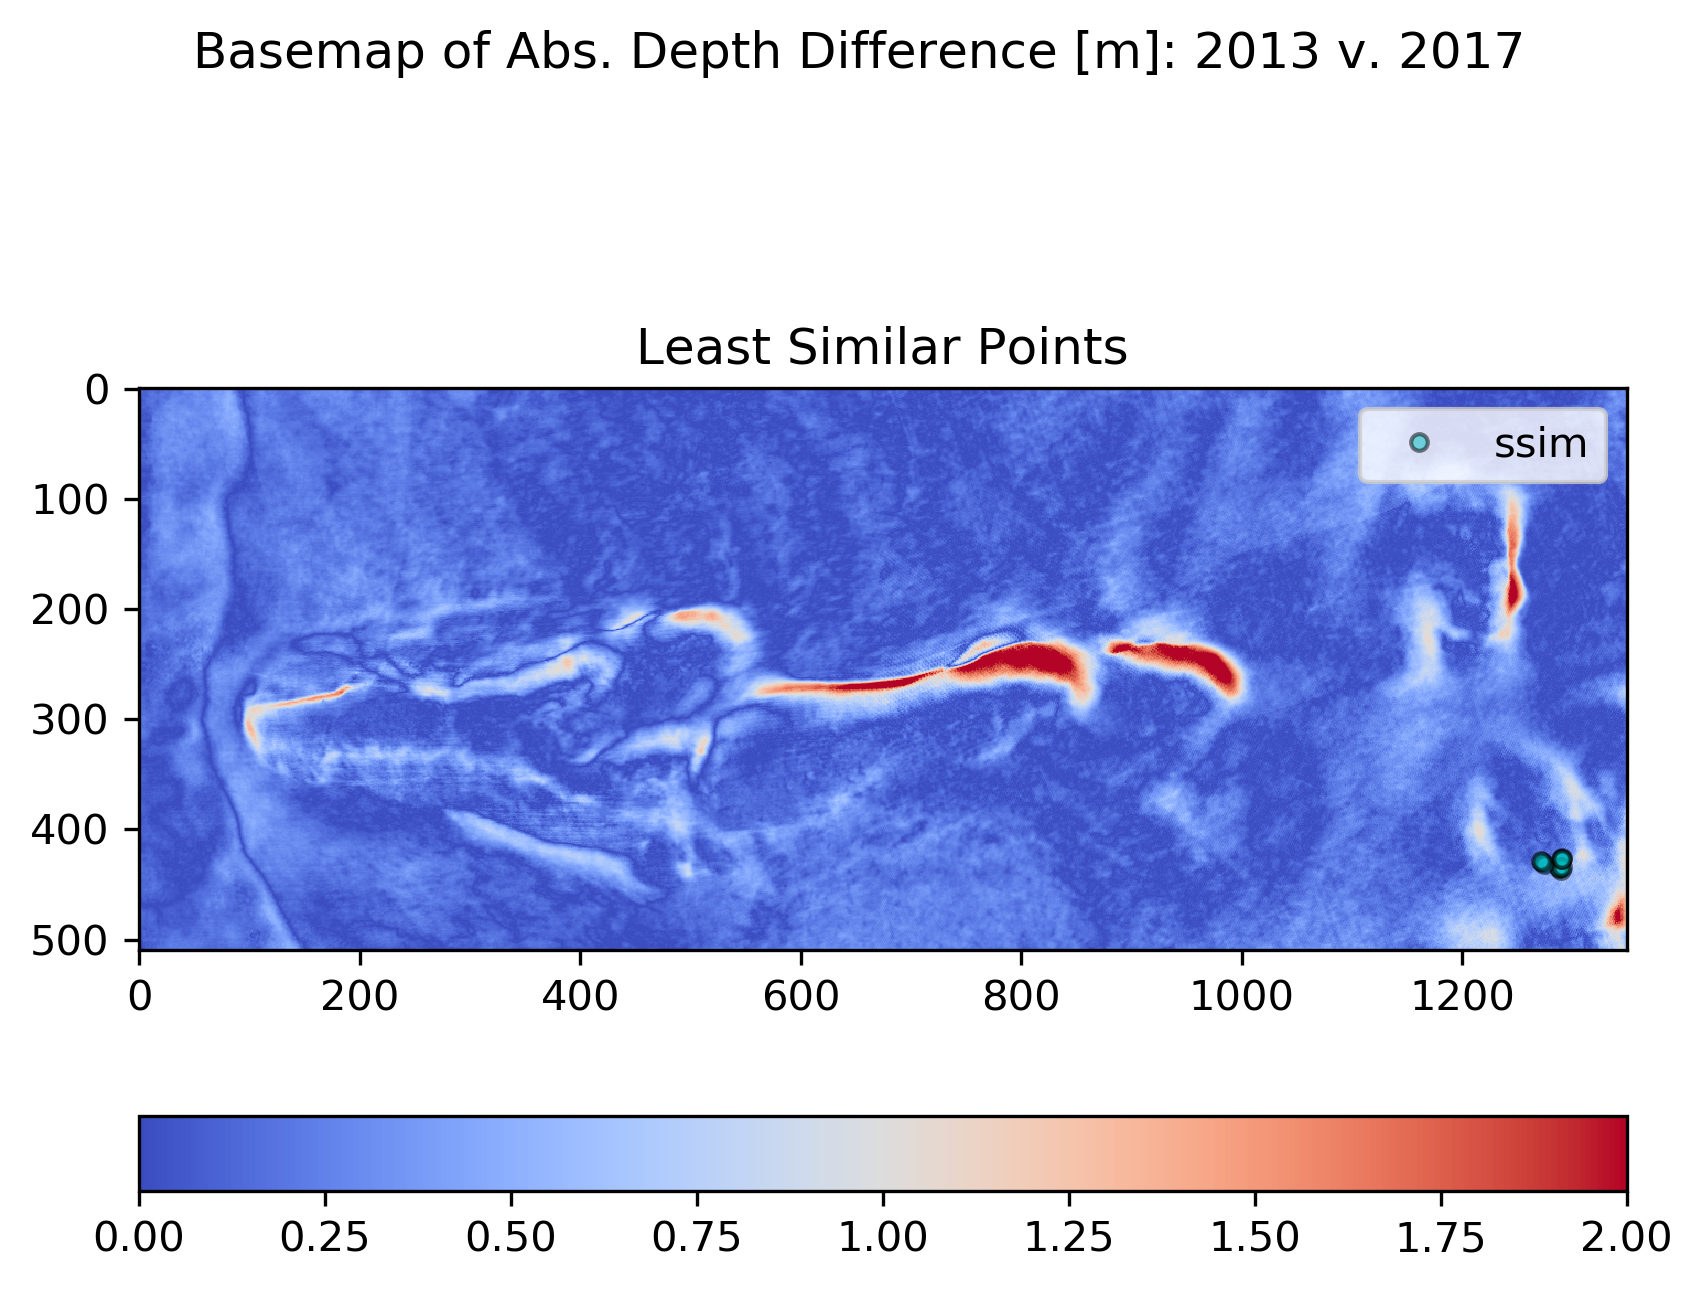 Basemap of Abs. Depth Difference [m]: 2013 v. 2017
Least Similar Points
ssim
0
100
200
300
400
500
0 200 400 600 800 1000 1200
0.00 0.25 0.50 0.75 1.00 1.25 1.50 1.75 2.00